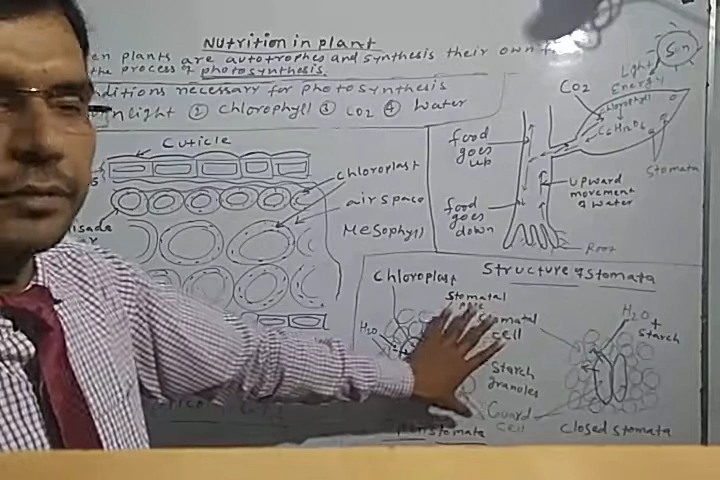 Nutrition in plant
en plants are autotrophes and synthesis their own
the process of photosynthesis.
nditions necessary for photosynthesis
nlight ② Chlorophyll ③ CO2 ④ Water
Cuticle
chloroplast
air space
Mesophyll
Sun
Light
Energy
CO2
chlorophyll
C6H12O6
Stomata
food
goes
up
upward
movement
of water
food
goes
down
Root
Structure of Stomata
Chloroplast
Stomatal
Stomatal
cell
H2O
Starch
granoles
Guard
cell
Stomata
H2O
+
Starch
Closed stomata